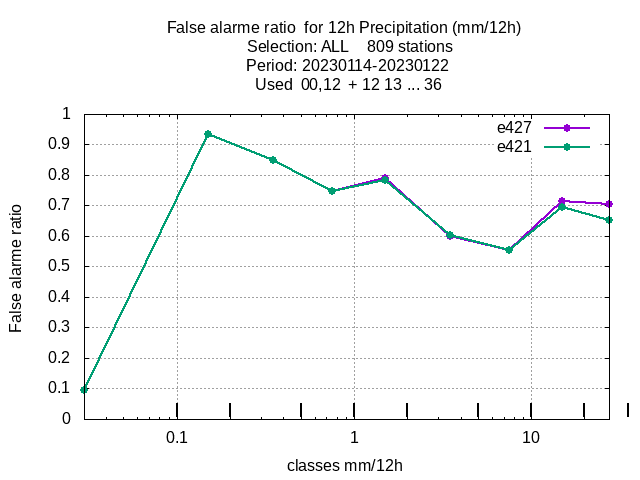 False alarme ratio  for 12h Precipitation (mm/12h)
Selection: ALL    809 stations
Period: 20230114-20230122
Used  00,12  + 12 13 ... 36
e427
e421
1
0.9
0.8
0.7
0.6
0.5
0.4
0.3
0.2
0.1
0
False alarme ratio
0.1
1
10
classes mm/12h